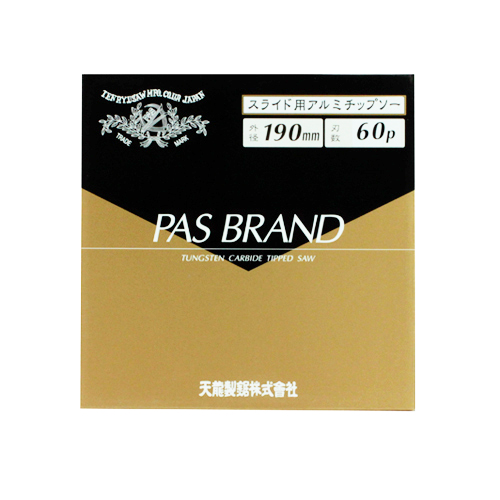 TENRYU SAW MFG. CO., LTD. JAPAN
TRADE MARK
スライド用アルミチップソー
外径 190mm 刃数 60p
PAS BRAND
TUNGSTEN CARBIDE TIPPED SAW
天龍製鋸株式會社